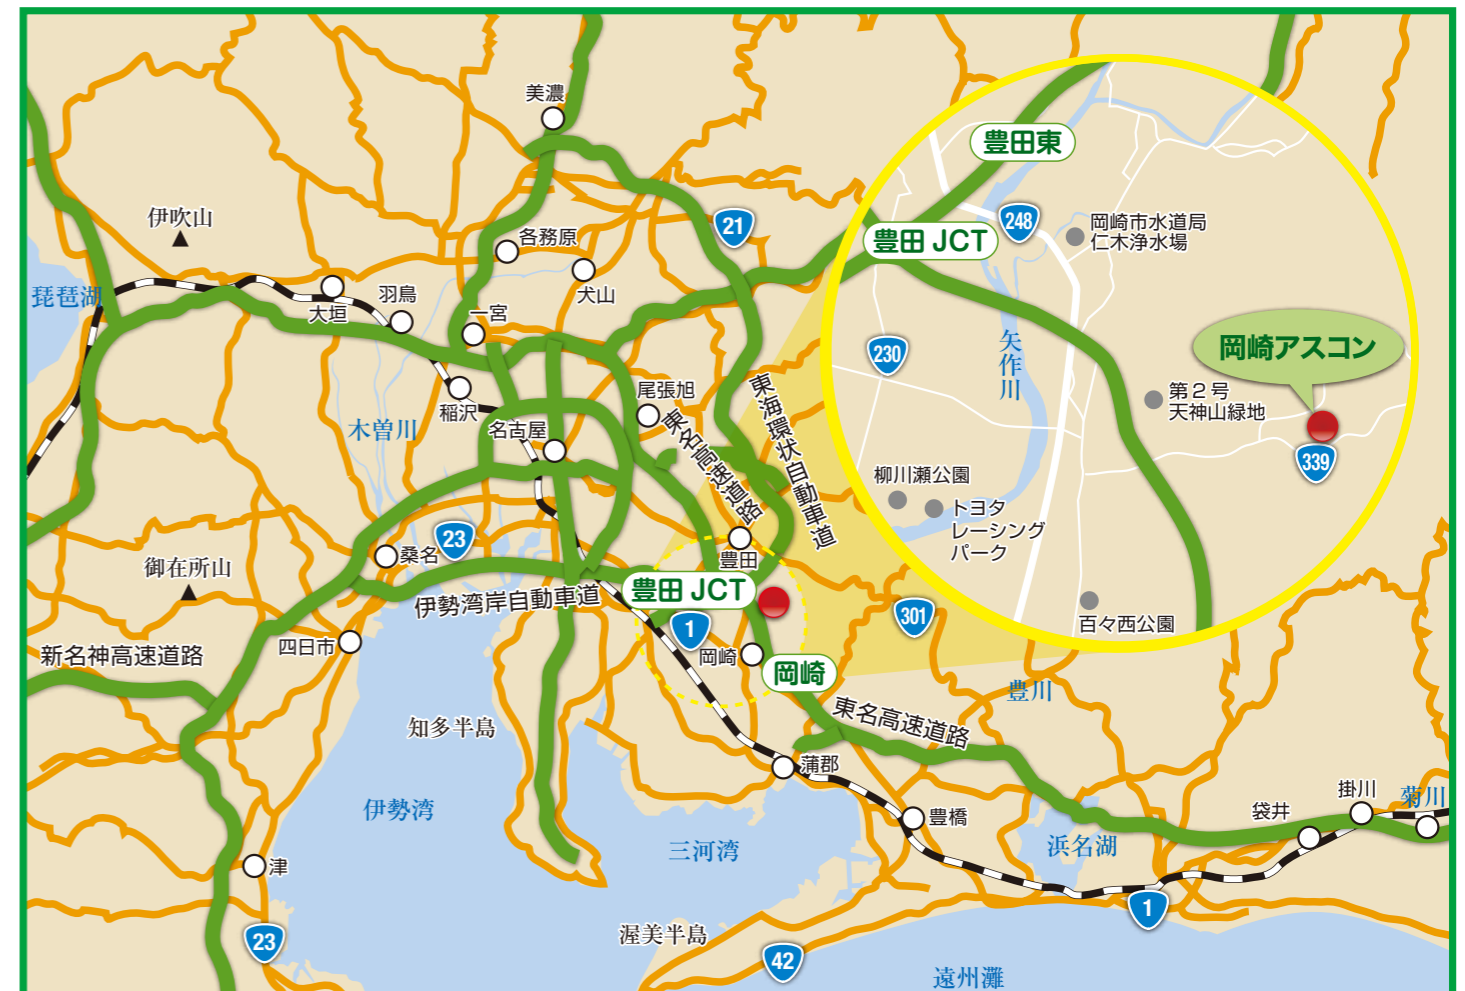 美濃
豊田東
伊吹山
21
248
岡崎市水道局
仁木浄水場
各務原
豊田 JCT
犬山
琵琶湖
大垣
羽鳥
一宮
230
矢作川
岡崎アスコン
尾張旭
東海環状自動車道
第２号
天神山緑地
稲沢
木曽川
名古屋
東名高速道路
339
柳川瀬公園
トヨタ
レーシング
パーク
23
桑名
豊田
御在所山
豊田 JCT
伊勢湾岸自動車道
301
1
百々西公園
四日市
新名神高速道路
岡崎
岡崎
豊川
知多半島
東名高速道路
蒲郡
伊勢湾
豊橋
掛川
菊川
袋井
浜名湖
三河湾
津
1
渥美半島
23
42
遠州灘